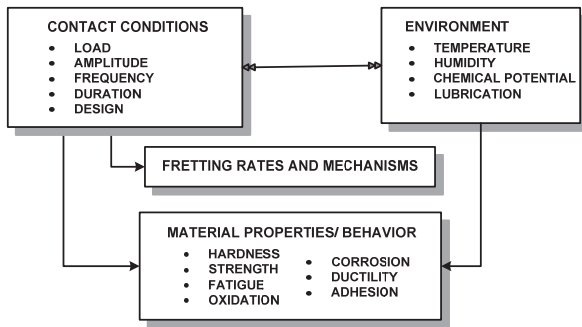 CONTACT CONDITIONS
• LOAD
• AMPLITUDE
• FREQUENCY
• DURATION
• DESIGN
ENVIRONMENT
• TEMPERATURE
• HUMIDITY
• CHEMICAL POTENTIAL
• LUBRICATION
FRETTING RATES AND MECHANISMS
MATERIAL PROPERTIES/ BEHAVIOR
• HARDNESS
• STRENGTH
• FATIGUE
• OXIDATION
• CORROSION
• DUCTILITY
• ADHESION